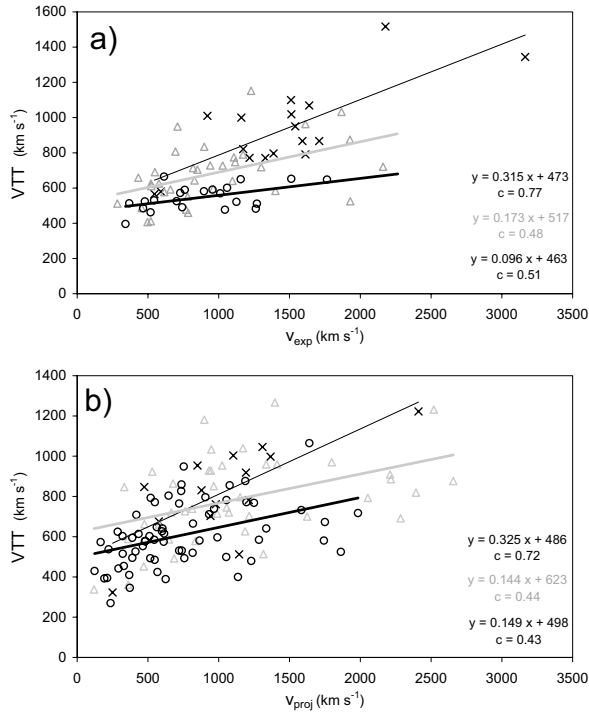 a)
1600
1400
1200
1000
800
600
400
200
0
VTT (km s-1)
y = 0.315 x + 473
c = 0.77
y = 0.173 x + 517
c = 0.48
y = 0.096 x + 463
c = 0.51
0 500 1000 1500 2000 2500 3000 3500
vexp (km s-1)
b)
1400
1200
1000
800
600
400
200
0
VTT (km s-1)
y = 0.325 x + 486
c = 0.72
y = 0.144 x + 623
c = 0.44
y = 0.149 x + 498
c = 0.43
0 500 1000 1500 2000 2500 3000 3500
vproj (km s-1)